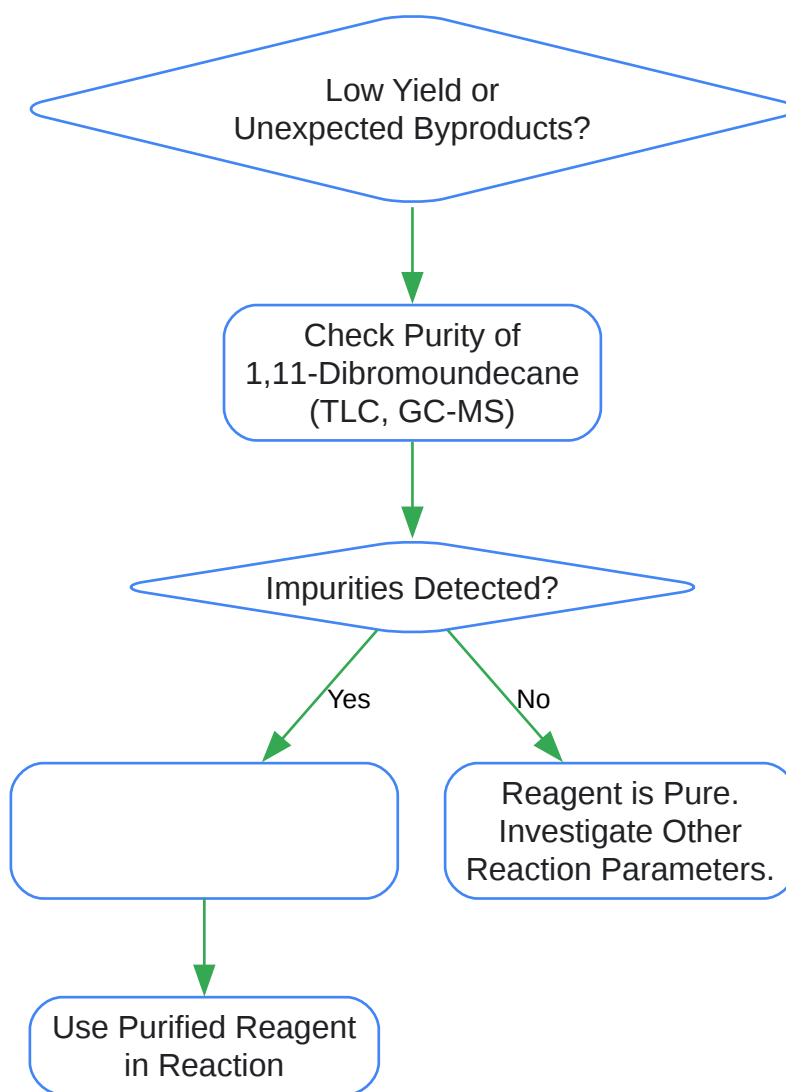 Low Yield or
Unexpected Byproducts?
Check Purity of
1,11-Dibromoundecane
(TLC, GC-MS)
Impurities Detected?
Yes
No
Reagent is Pure.
Investigate Other
Reaction Parameters.
Use Purified Reagent
in Reaction